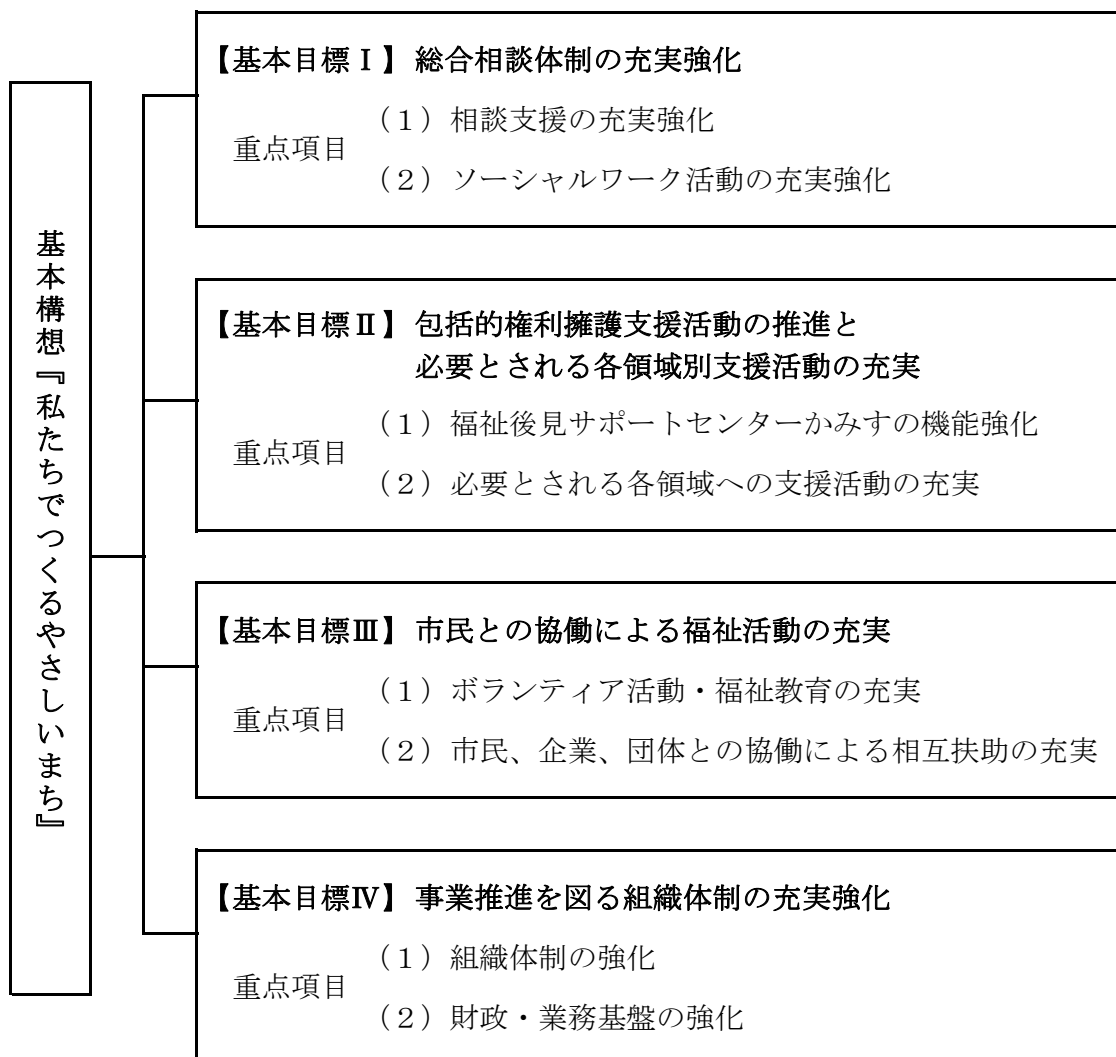 基本構想『私たちでつくるやさしいまち』
【基本目標Ⅰ】総合相談体制の充実強化
重点項目
（１）相談支援の充実強化
（２）ソーシャルワーク活動の充実強化
【基本目標Ⅱ】包括的権利擁護支援活動の推進と
必要とされる各領域別支援活動の充実
重点項目
（１）福祉後見サポートセンターかみすの機能強化
（２）必要とされる各領域への支援活動の充実
【基本目標Ⅲ】市民との協働による福祉活動の充実
重点項目
（１）ボランティア活動・福祉教育の充実
（２）市民、企業、団体との協働による相互扶助の充実
【基本目標Ⅳ】事業推進を図る組織体制の充実強化
重点項目
（１）組織体制の強化
（２）財政・業務基盤の強化